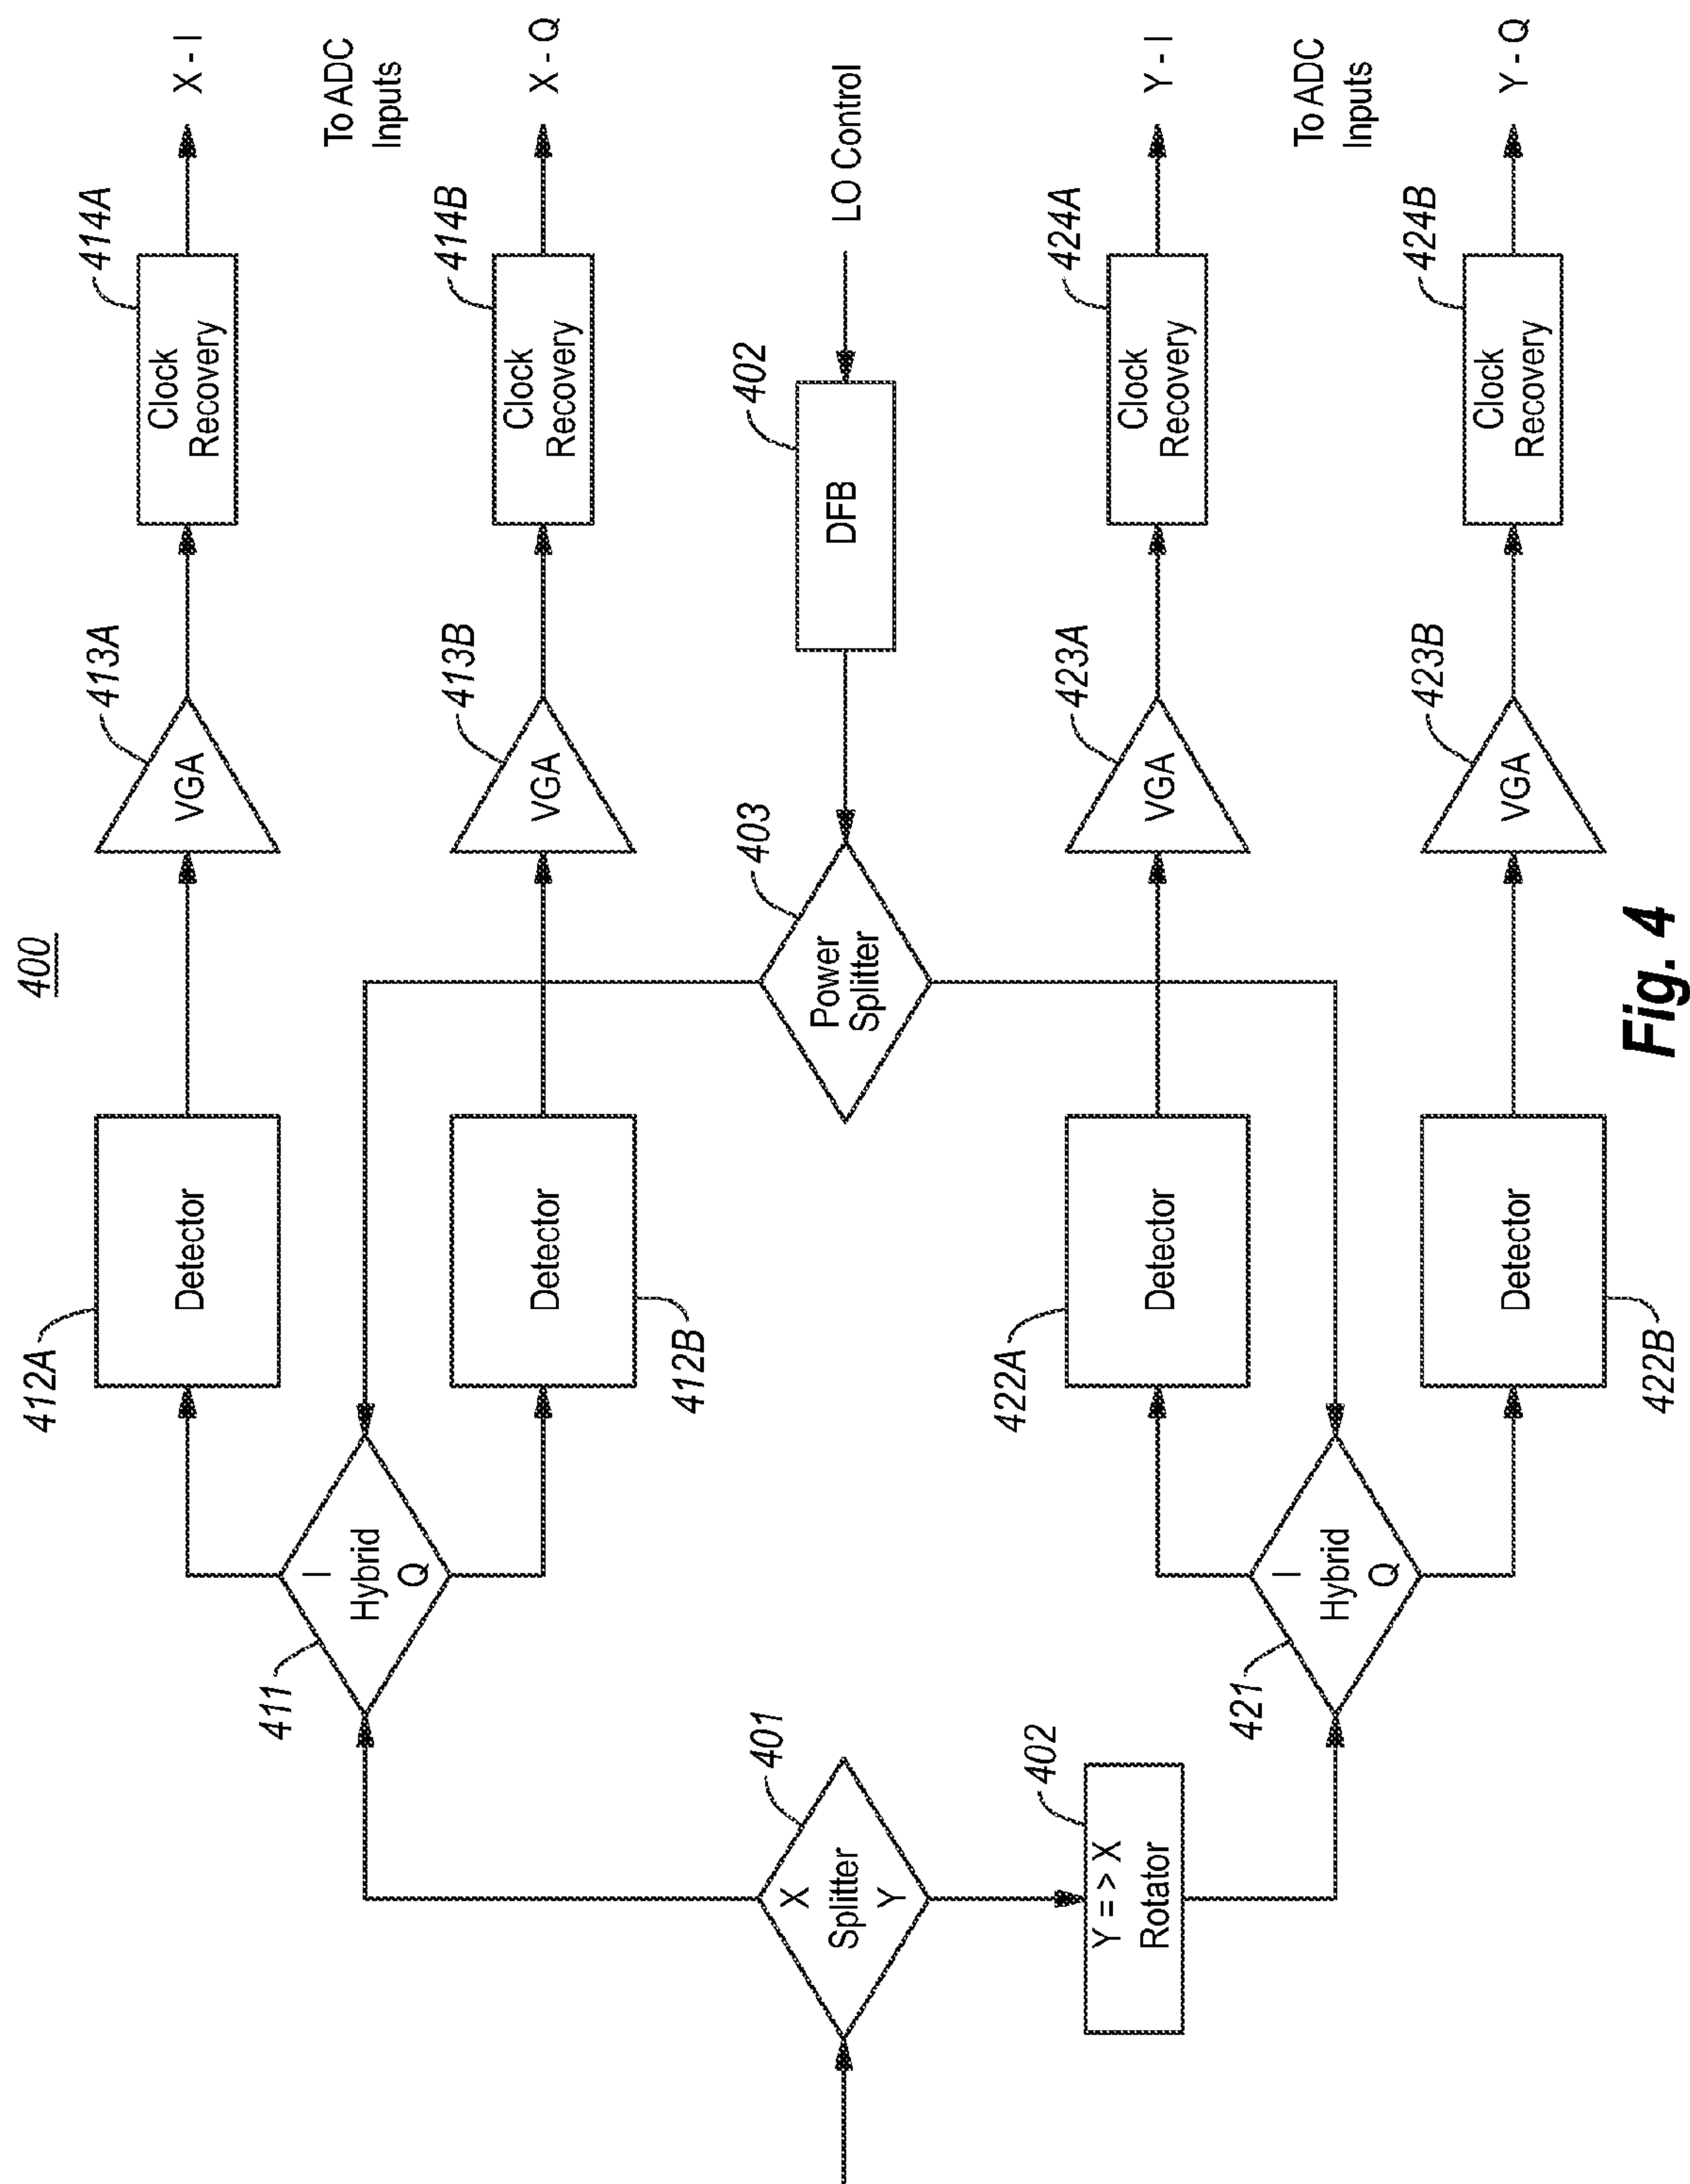 400
412A
Detector
413A
VGA
414A
Clock
Recovery
X - I
To ADC
Inputs
411
I
Hybrid
Q
Detector
412B
413B
VGA
414B
Clock
Recovery
X - Q
401
X
Splitter
Y
403
Power
Splitter
402
DFB
LO Control
402
Y = > X
Rotator
422A
Detector
423A
VGA
424A
Clock
Recovery
Y - I
To ADC
Inputs
421
I
Hybrid
Q
Detector
422B
423B
VGA
424B
Clock
Recovery
Y - Q
Fig. 4